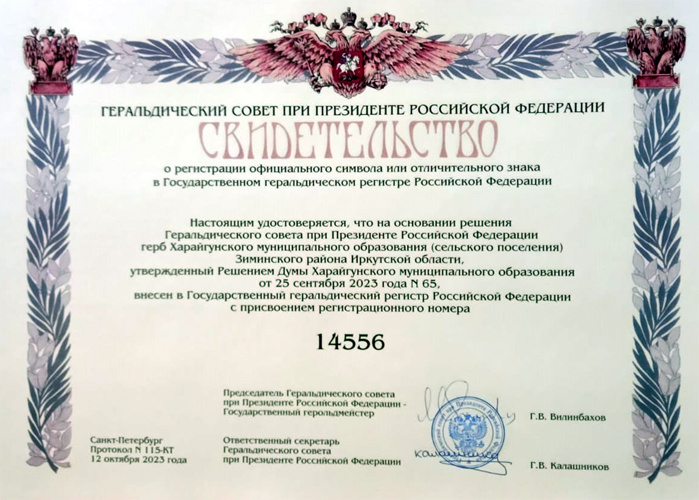 ГЕРАЛЬДИЧЕСКИЙ СОВЕТ ПРИ ПРЕЗИДЕНТЕ РОССИЙСКОЙ ФЕДЕРАЦИИ
СВИДЕТЕЛЬСТВО
о регистрации официального символа или отличительного знака
в Государственном геральдическом регистре Российской Федерации
Настоящим удостоверяется, что на основании решения
Геральдического совета при Президенте Российской Федерации
герб Харайгунского муниципального образования (сельского поселения)
Зиминского района Иркутской области,
утвержденный Решением Думы Харайгунского муниципального образования
от 25 сентября 2023 года N 65,
внесен в Государственный геральдический регистр Российской Федерации
с присвоением регистрационного номера
14556
Председатель Геральдического совета
при Президенте Российской Федерации -
Государственный герольдмейстер
Г.В. Вилинбахов
Санкт-Петербург
Протокол N 115-КТ
12 октября 2023 года
Ответственный секретарь
Геральдического совета
при Президенте Российской Федерации
Г.В. Калашников